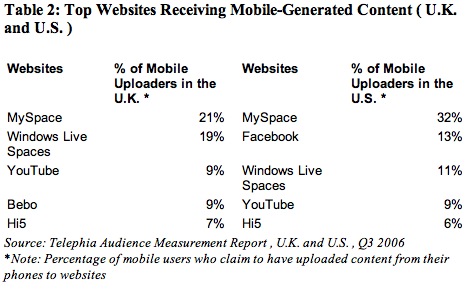 Table 2: Top Websites Receiving Mobile-Generated Content ( U.K.
and U.S. )
Websites % of Mobile Uploaders in the U.K. * Websites % of Mobile Uploaders in the U.S. *
MySpace 21% MySpace 32%
Windows Live Spaces 19% Facebook 13%
YouTube 9% Windows Live Spaces 11%
Bebo 9% YouTube 9%
Hi5 7% Hi5 6%
Source: Telephia Audience Measurement Report , U.K. and U.S. , Q3 2006
*Note: Percentage of mobile users who claim to have uploaded content from their
phones to websites